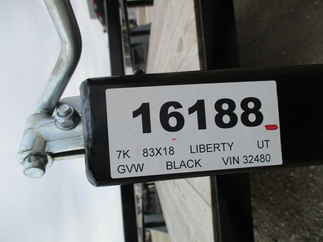 16188
7K 83X18 LIBERTY UT
GVW BLACK VIN 32480